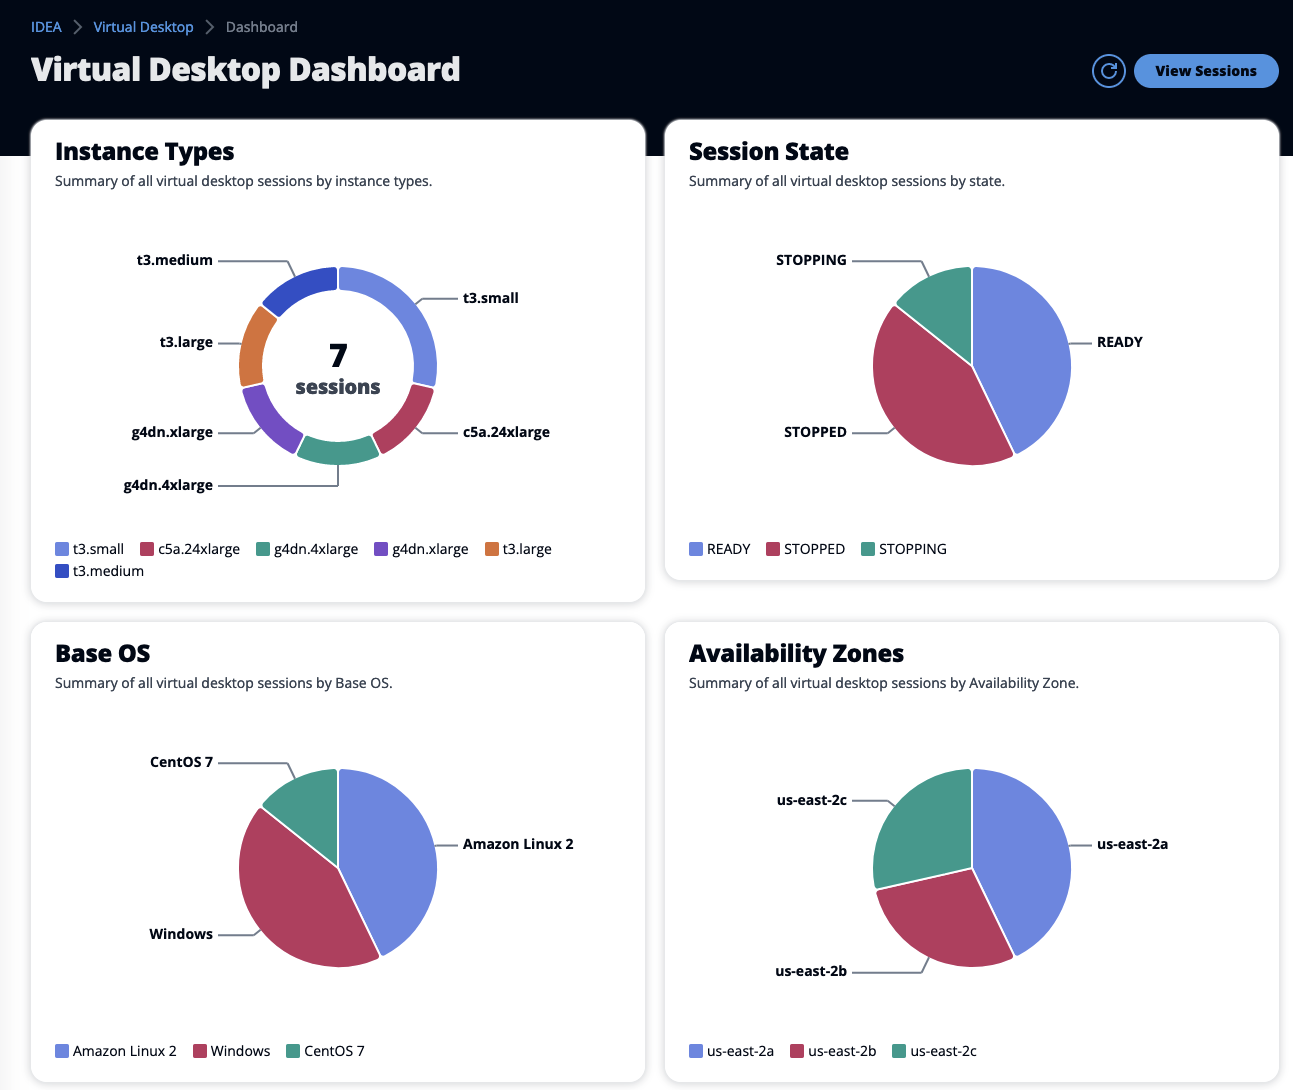 IDEA > Virtual Desktop > Dashboard
Virtual Desktop Dashboard
View Sessions
Instance Types
Summary of all virtual desktop sessions by instance types.
t3.medium
t3.small
t3.large
7
sessions
g4dn.xlarge
c5a.24xlarge
g4dn.4xlarge
t3.small c5a.24xlarge g4dn.4xlarge g4dn.xlarge t3.large
t3.medium
Session State
Summary of all virtual desktop sessions by state.
STOPPING
READY
STOPPED
READY STOPPED STOPPING
Base OS
Summary of all virtual desktop sessions by Base OS.
CentOS 7
Amazon Linux 2
Windows
Amazon Linux 2 Windows CentOS 7
Availability Zones
Summary of all virtual desktop sessions by Availability Zone.
us-east-2c
us-east-2a
us-east-2b
us-east-2a us-east-2b us-east-2c